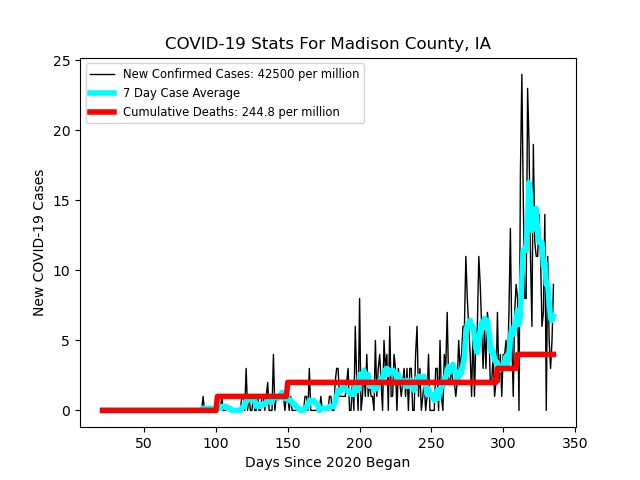 COVID-19 Stats For Madison County, IA
New Confirmed Cases: 42500 per million
7 Day Case Average
Cumulative Deaths: 244.8 per million
New COVID-19 Cases
25
20
15
10
5
0
50
100
150
200
250
300
350
Days Since 2020 Began